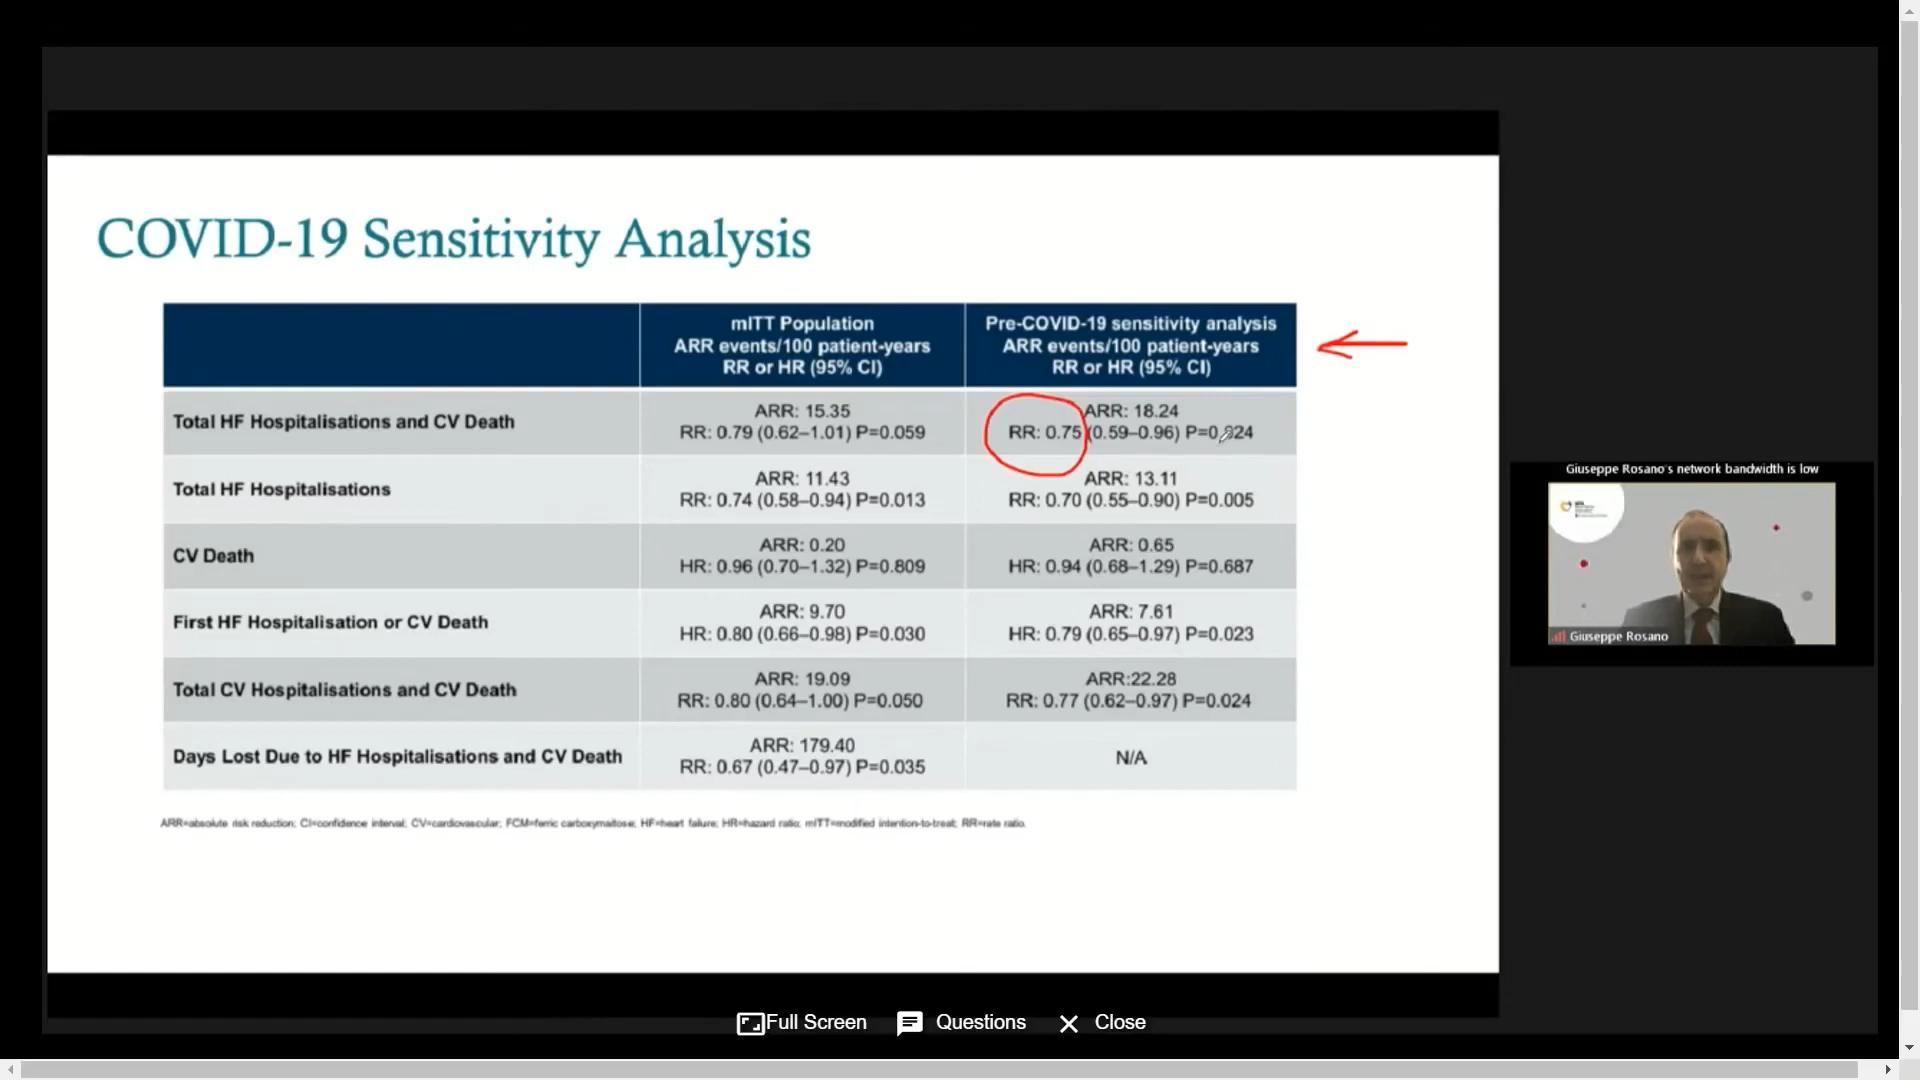 COVID-19 Sensitivity Analysis
mITT Population
ARR events/100 patient-years
RR or HR (95% CI)
Pre-COVID-19 sensitivity analysis
ARR events/100 patient-years
RR or HR (95% CI)
Total HF Hospitalisations and CV Death
ARR: 15.35
RR: 0.79 (0.62–1.01) P=0.059
ARR: 18.24
RR: 0.75 (0.59–0.96) P=0.024
Total HF Hospitalisations
ARR: 11.43
RR: 0.74 (0.58–0.94) P=0.013
ARR: 13.11
RR: 0.70 (0.55–0.90) P=0.005
CV Death
ARR: 0.20
HR: 0.96 (0.70–1.32) P=0.809
ARR: 0.65
HR: 0.94 (0.68–1.29) P=0.687
First HF Hospitalisation or CV Death
ARR: 9.70
HR: 0.80 (0.66–0.98) P=0.030
ARR: 7.61
HR: 0.79 (0.65–0.97) P=0.023
Total CV Hospitalisations and CV Death
ARR: 19.09
RR: 0.80 (0.64–1.00) P=0.050
ARR:22.28
RR: 0.77 (0.62–0.97) P=0.024
Days Lost Due to HF Hospitalisations and CV Death
ARR: 179.40
RR: 0.67 (0.47–0.97) P=0.035
N/A
ARR=absolute risk reduction; CI=confidence interval; CV=cardiovascular; FCM=ferric carboxymaltose; HF=heart failure; HR=hazard ratio; mITT=modified intention-to-treat; RR=rate ratio.
Giuseppe Rosano's network bandwidth is low
Giuseppe Rosano
Full Screen
Questions
Close